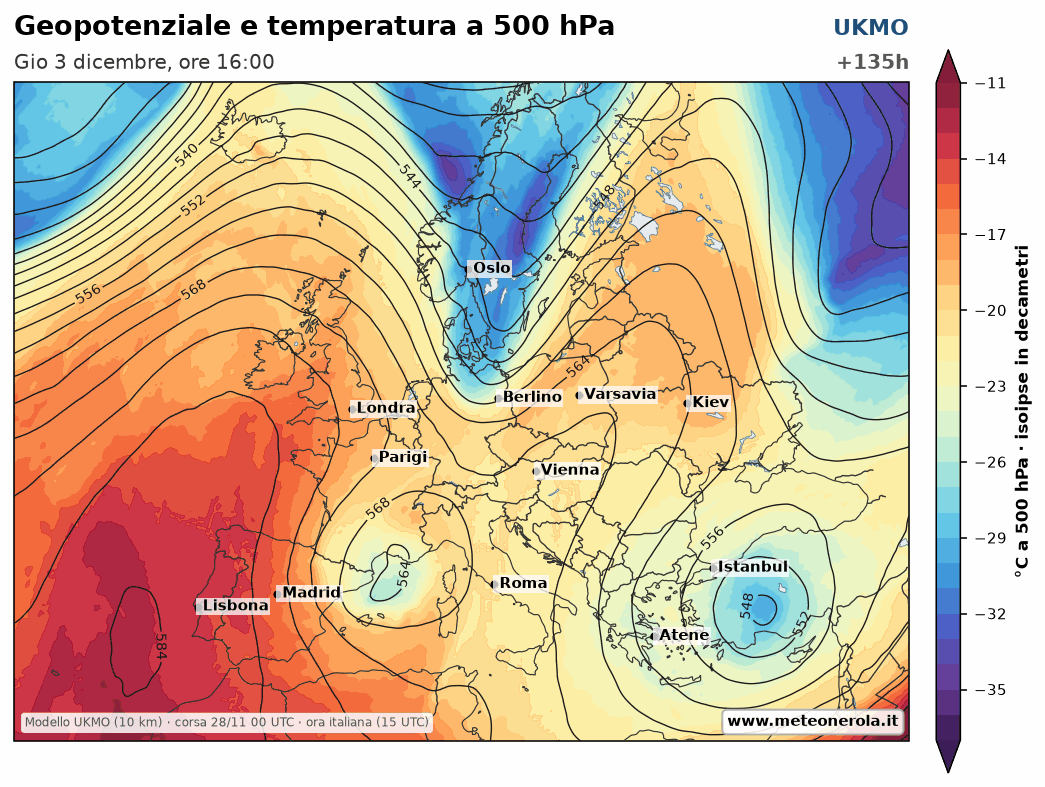 Geopotenziale e temperatura a 500 hPa
UKMO
Gio 3 dicembre, ore 16:00
+135h
540
544
548
552
556
568
564
Oslo
Berlino
Varsavia
Kiev
Londra
Parigi
Vienna
568
556
564
Istanbul
Roma
Madrid
Lisbona
548
552
Atene
584
Modello UKMO (10 km) · corsa 28/11 00 UTC · ora italiana (15 UTC)
www.meteonerola.it
−11
−14
−17
−20
−23
−26
−29
−32
−35
°C a 500 hPa · isoipse in decametri